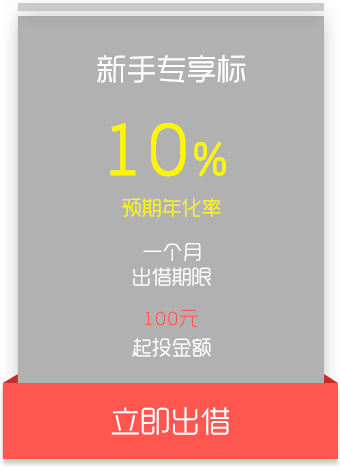 新手专享标
10%
预期年化率
一个月
出借期限
100元
起投金额
立即出借